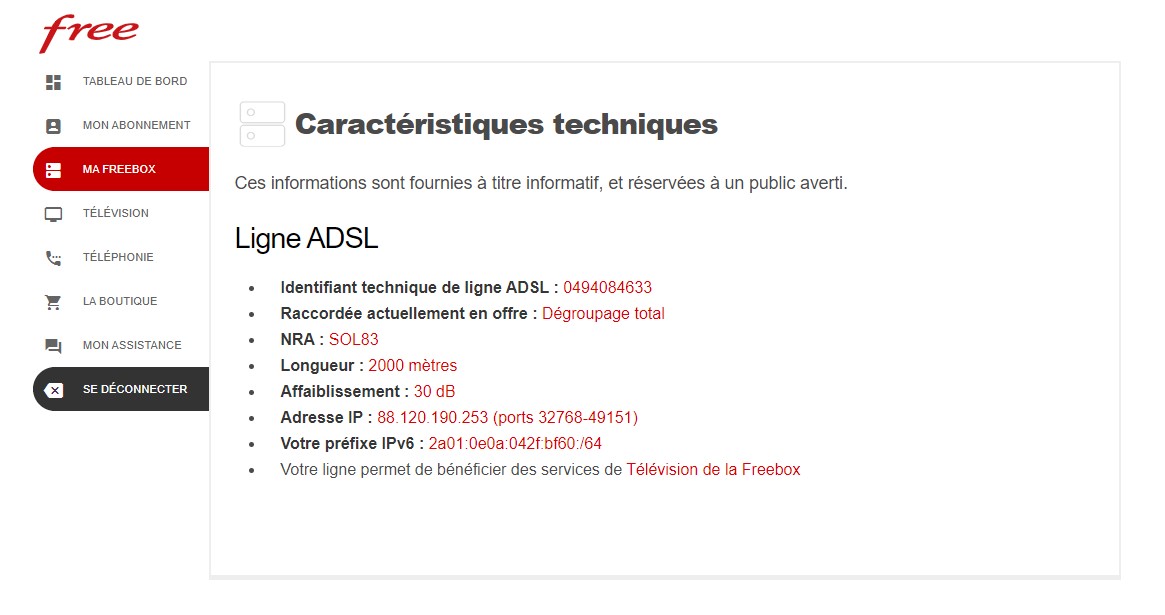 free
TABLEAU DE BORD
MON ABONNEMENT
MA FREEBOX
TÉLÉVISION
TÉLÉPHONIE
LA BOUTIQUE
MON ASSISTANCE
SE DÉCONNECTER
Caractéristiques techniques
Ces informations sont fournies à titre informatif, et réservées à un public averti.
Ligne ADSL
Identifiant technique de ligne ADSL : 0494084633
Raccordée actuellement en offre : Dégroupage total
NRA : SOL83
Longueur : 2000 mètres
Affaiblissement : 30 dB
Adresse IP : 88.120.190.253 (ports 32768-49151)
Votre préfixe IPv6 : 2a01:0e0a:042f:bf60:/64
Votre ligne permet de bénéficier des services de Télévision de la Freebox